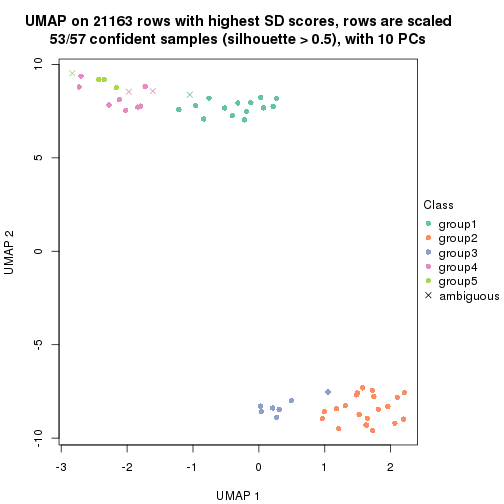 UMAP on 21163 rows with highest SD scores, rows are scaled
53/57 confident samples (silhouette > 0.5), with 10 PCs
10
5
0
-5
-10
UMAP 2
-3
-2
-1
0
1
2
UMAP 1
Class
group1
group2
group3
group4
group5
ambiguous